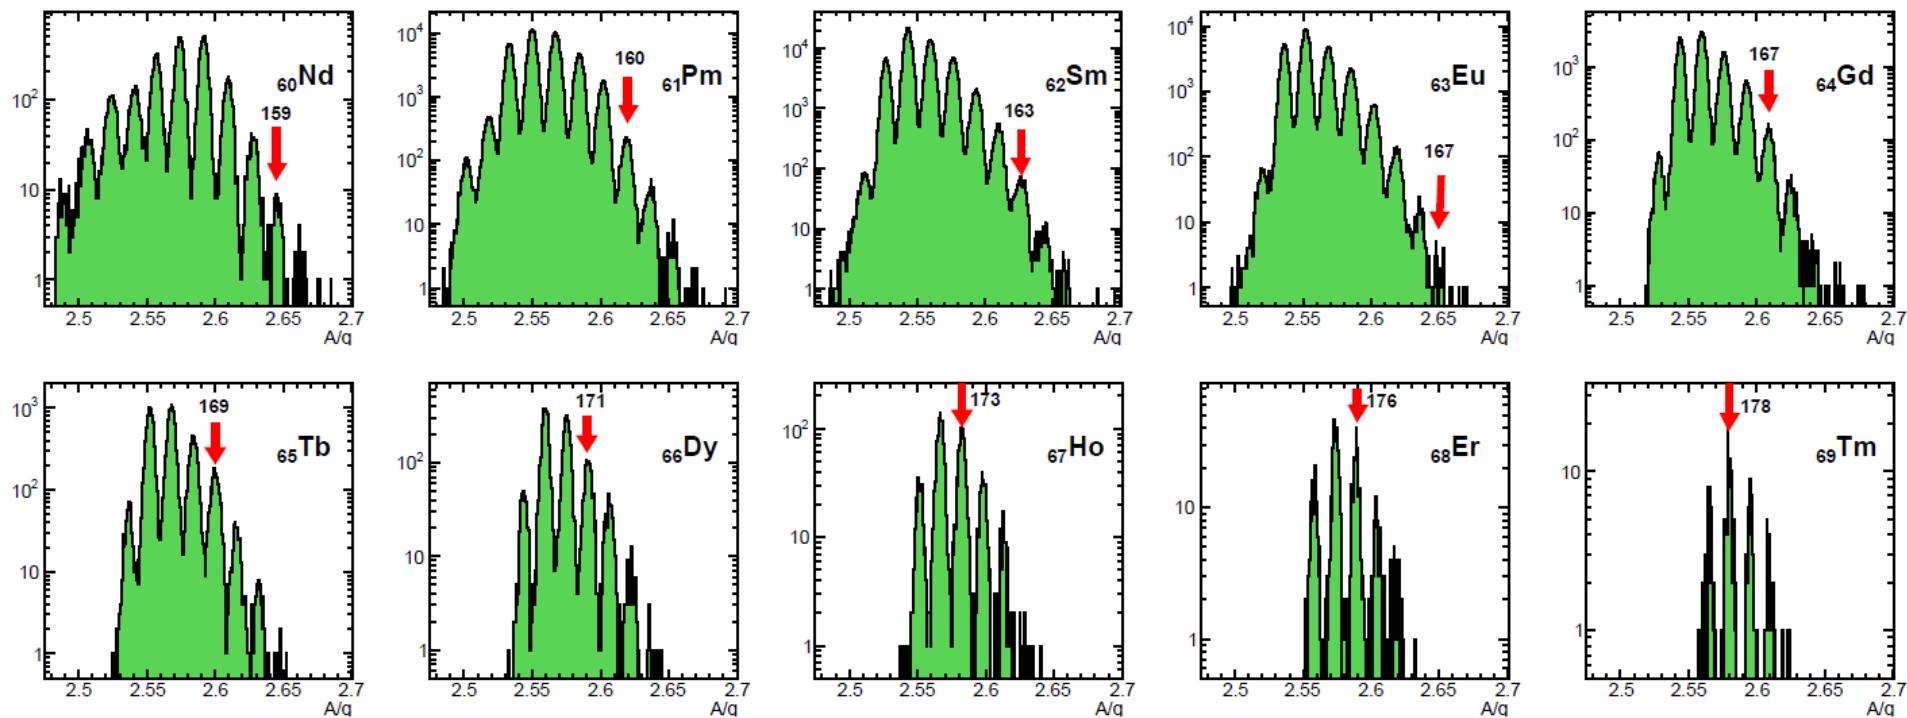 10²
10
1
₆₀Nd
159
2.5 2.55 2.6 2.65 2.7
A/q
10⁴
10³
10²
10
1
₆₁Pm
160
2.5 2.55 2.6 2.65 2.7
A/q
10⁴
10³
10²
10
1
₆₂Sm
163
2.5 2.55 2.6 2.65 2.7
A/q
10⁴
10³
10²
10
1
₆₃Eu
167
2.5 2.55 2.6 2.65 2.7
A/q
10³
10²
10
1
167
₆₄Gd
2.5 2.55 2.6 2.65 2.7
A/q
10³
10²
10
1
169
₆₅Tb
2.5 2.55 2.6 2.65 2.7
A/q
10²
10
1
171
₆₆Dy
2.5 2.55 2.6 2.65 2.7
A/q
10²
10
1
173
₆₇Ho
2.5 2.55 2.6 2.65 2.7
A/q
10
1
176
₆₈Er
2.5 2.55 2.6 2.65 2.7
A/q
10
1
178
₆₉Tm
2.5 2.55 2.6 2.65 2.7
A/q